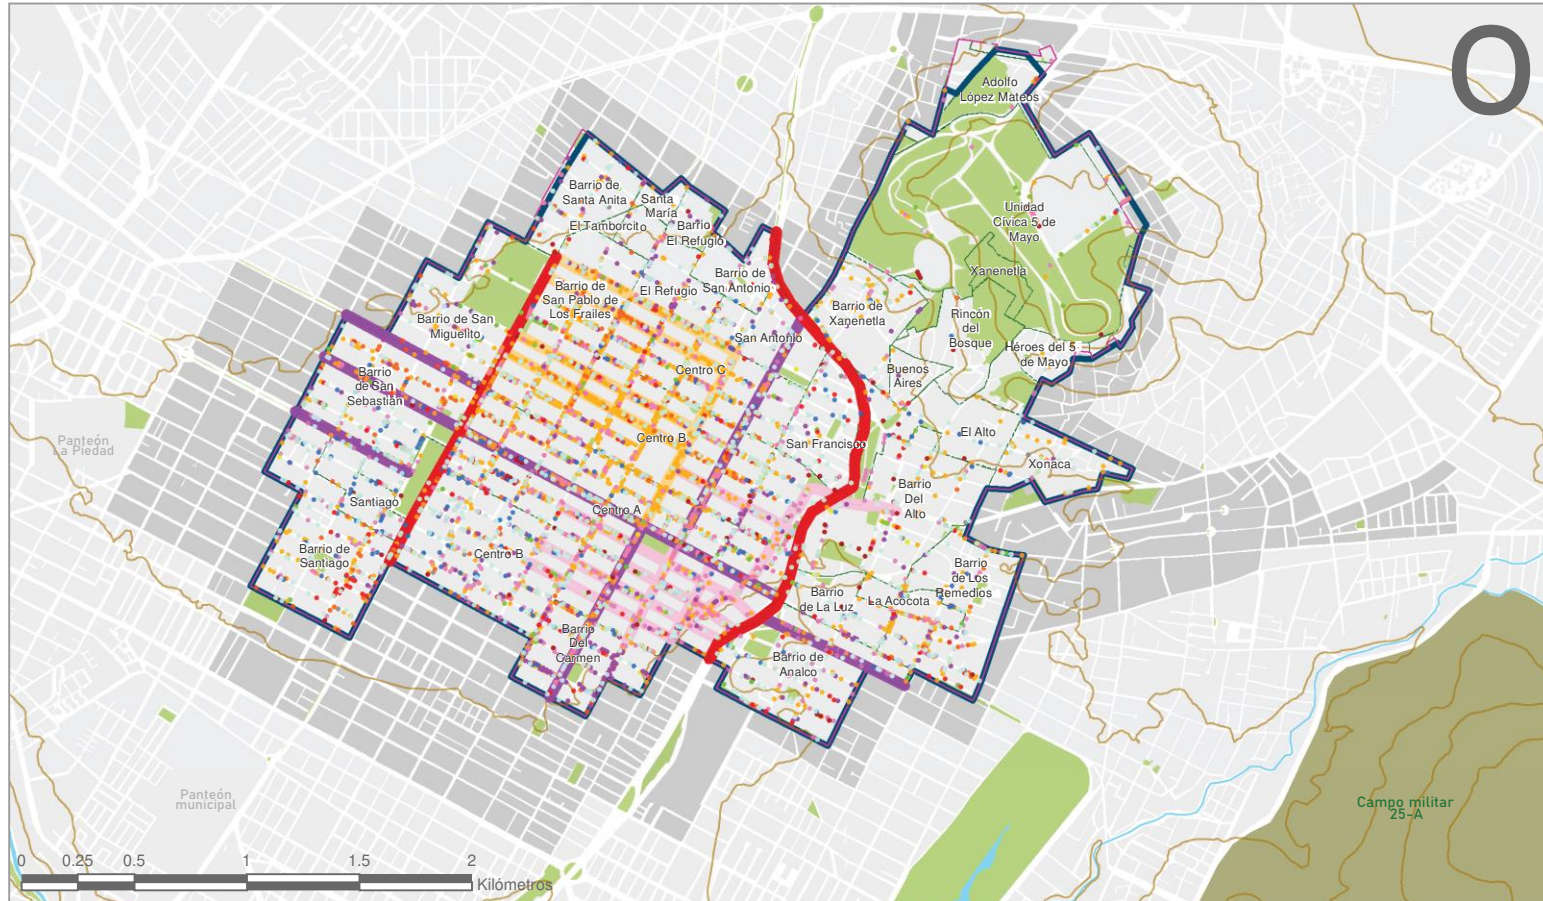 O
Adolfo
López Mateos
Barrio de
Santa Anita
Santa
María
El Tamborcito
Barrio
El Refugio
Unidad
Cívica 5 de
Mayo
Barrio de
San Antonio
Xanenetla
Barrio de
San Pablo de
Los Frailes
El Refugio
Barrio de
Xanenetla
Barrio de San
Miguelito
San Antonio
Rincón
del
Bosque
Héroes del 5
de Mayo
Barrio
de San
Sebastián
Centro C
Buenos
Aires
Panteón
La Piedad
Centro B
San Francisco
El Alto
Xonaca
Santiago
Centro A
Barrio
Del
Alto
Barrio de
Santiago
Centro B
Barrio
de Los
Remedios
Barrio
de La Luz
La Acocota
Barrio
Del
Carmen
Barrio de
Analco
Panteón
municipal
Campo militar
25-A
0 0.25 0.5 1 1.5 2
Kilómetros